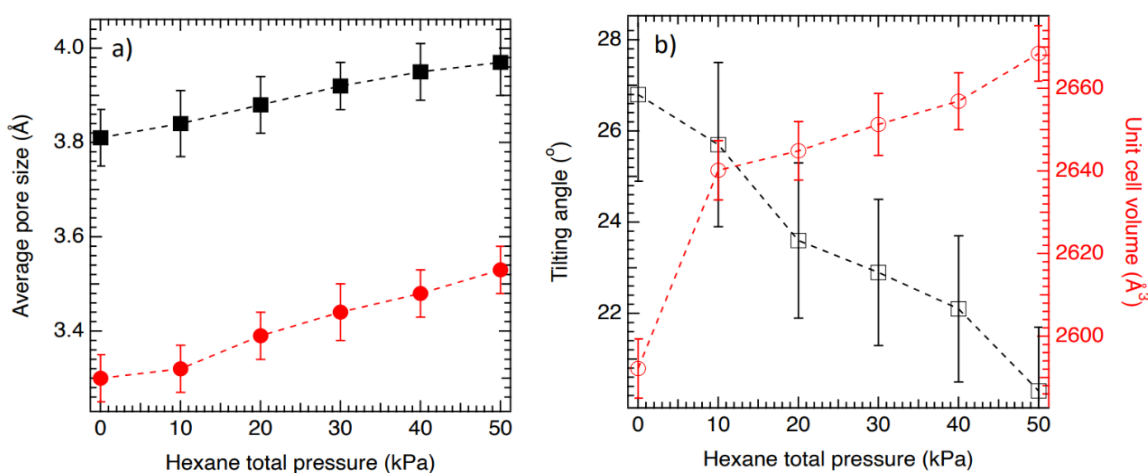 a)
4.0
3.8
3.6
3.4
Average pore size (Å)
0 10 20 30 40 50
Hexane total pressure (kPa)
b)
28
26
24
22
Tilting angle (°)
2660
2640
2620
2600
Unit cell volume (Å³)
0 10 20 30 40 50
Hexane total pressure (kPa)